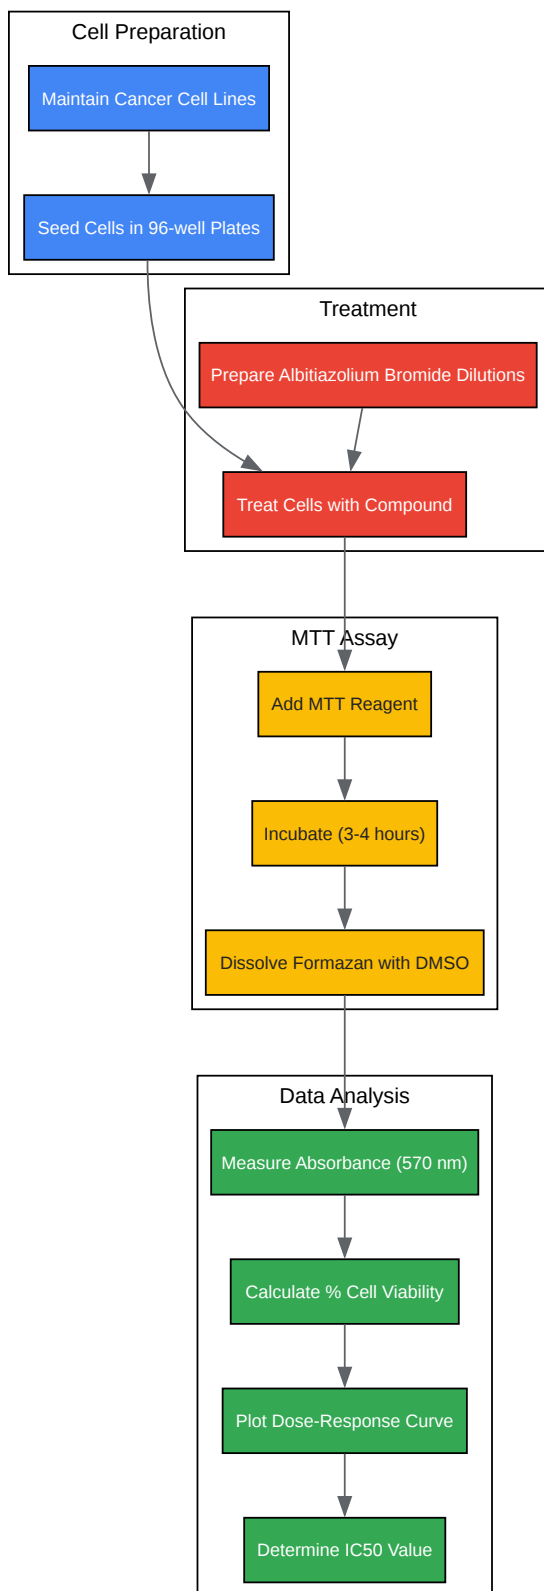 Cell Preparation
Maintain Cancer Cell Lines
Seed Cells in 96-well Plates
Treatment
Prepare Albitiazolium Bromide Dilutions
Treat Cells with Compound
MTT Assay
Add MTT Reagent
Incubate (3-4 hours)
Dissolve Formazan with DMSO
Data Analysis
Measure Absorbance (570 nm)
Calculate % Cell Viability
Plot Dose-Response Curve
Determine IC50 Value